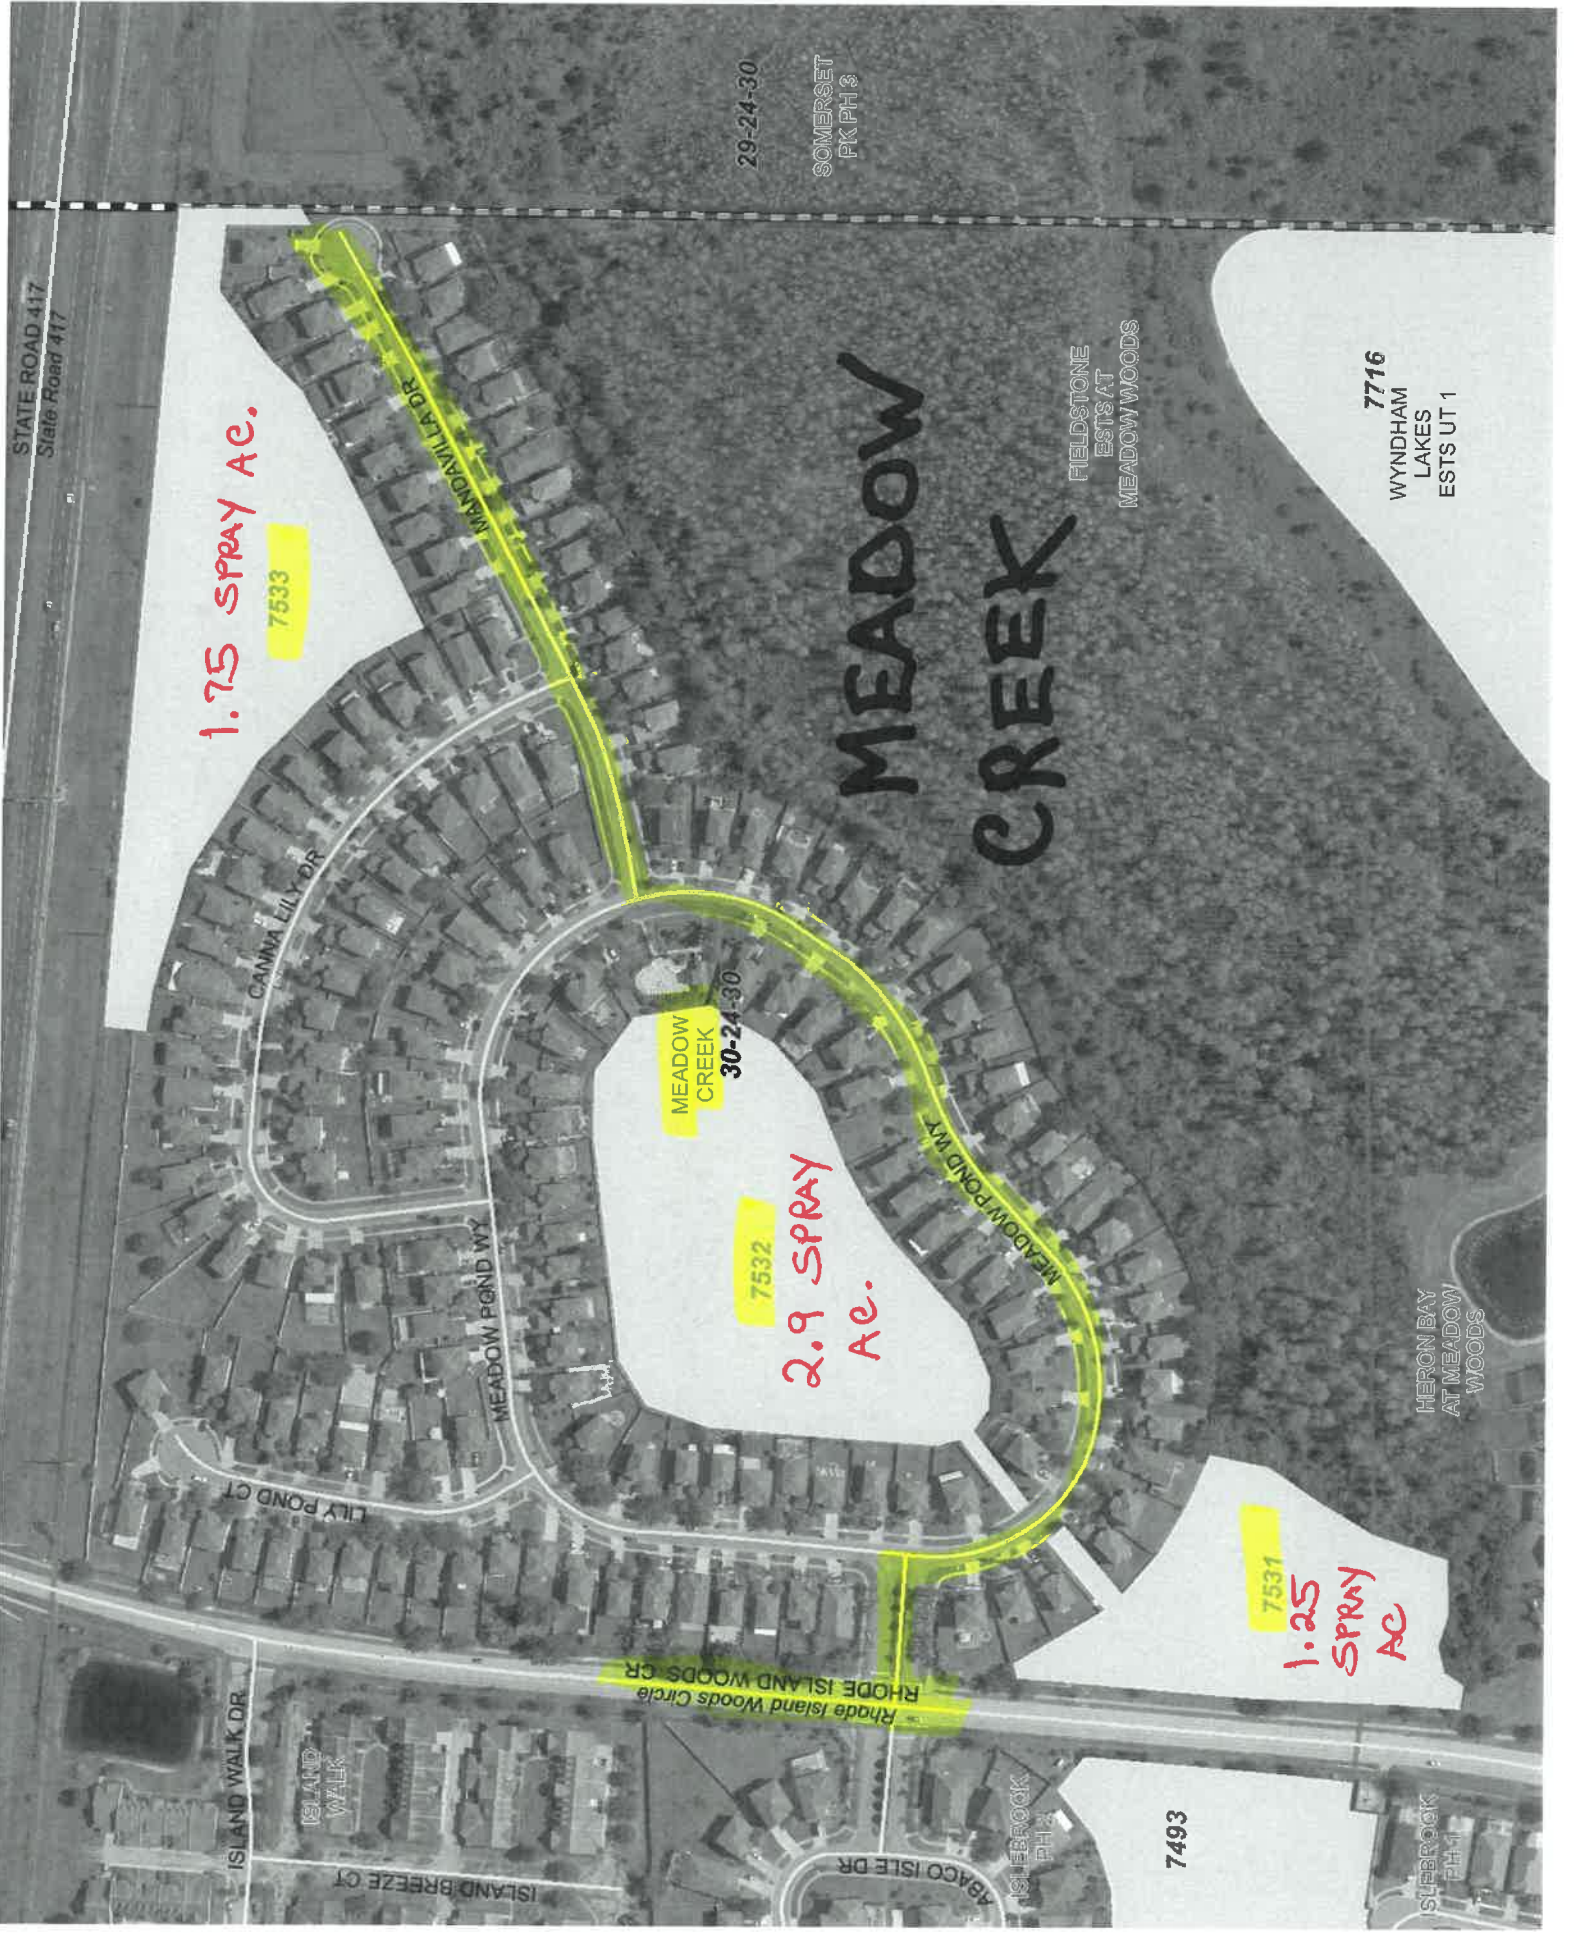 STATE ROAD 417
State Road 417
1.75 SPRAY AC.
7533
MANDAVILLA DR
29-24-30
SOMERSET
PK PH 3
MEADOW
CREEK
FIELDSTONE
ESTS AT
MEADOW WOODS
7716
WYNDHAM
LAKES
ESTS UT 1
CANNA LILY DR
MEADOW
CREEK
30-24-30
MEADOW POND WY
MEADOW POND WY
7532
2.9 SPRAY
AC.
LILY POND CT
HERON BAY
AT MEADOW
WOODS
7531
1.25
SPRAY
AC
RHODE ISLAND WOODS CR
Rhode Island Woods Circle
ISLAND WALK DR
ISLAND
WALK
ISLAND BREEZE CT
ABACO ISLE DR
ISLEBROOK
PH 2
7493
ISLEBROOK
PH 1